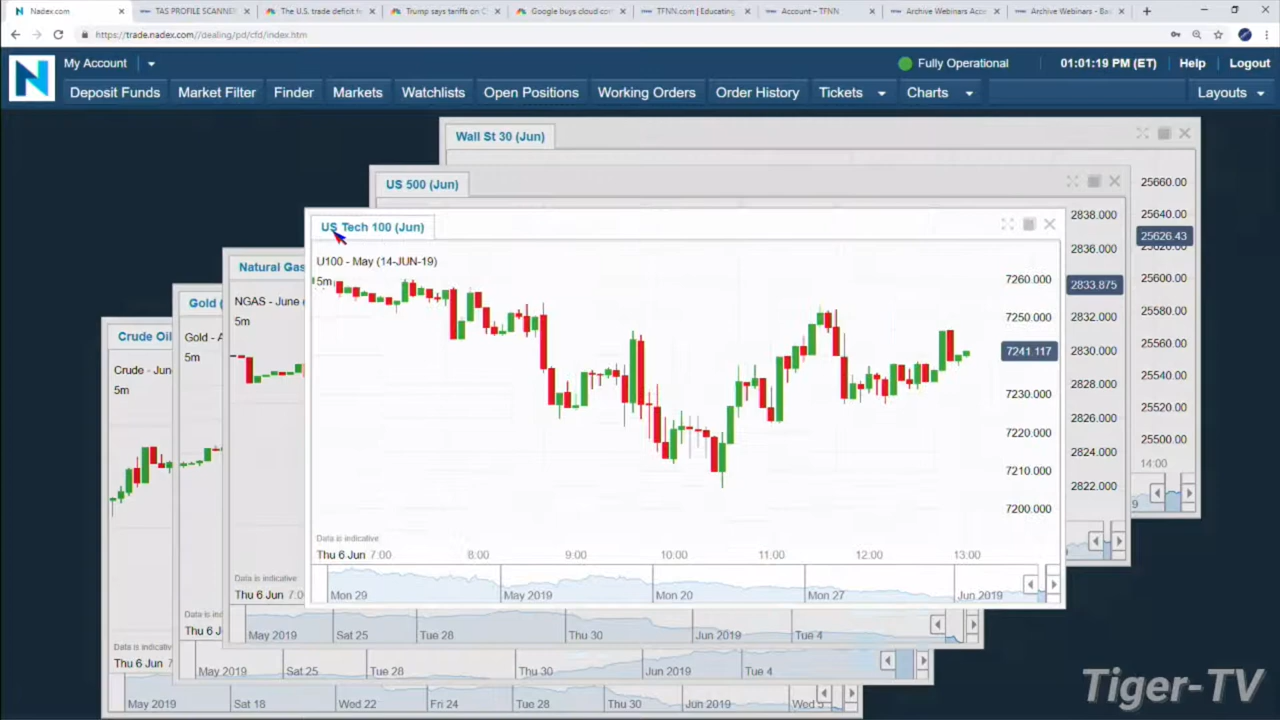 Nadex.com
TAS PROFILE SCANNER
The U.S. trade deficit f
Trump says tariffs on C
Google buys cloud com
TFNN.com | Educating
Account – TFNN
Archive Webinars Acce
Archive Webinars - Ba
https://trade.nadex.com//dealing/pd/cfd/index.htm
N
My Account
Fully Operational
01:01:19 PM (ET)
Help
Logout
Deposit Funds
Market Filter
Finder
Markets
Watchlists
Open Positions
Working Orders
Order History
Tickets
Charts
Layouts
Wall St 30 (Jun)
25660.00
25640.00
25626.43
25600.00
25580.00
25560.00
25540.00
25520.00
25500.00
14:00
US 500 (Jun)
2838.000
2836.000
2833.875
2832.000
2830.000
2828.000
2826.000
2824.000
2822.000
US Tech 100 (Jun)
U100 - May (14-JUN-19)
5m
7260.000
7250.000
7241.117
7230.000
7220.000
7210.000
7200.000
Data is indicative
Thu 6 Jun 7:00 8:00 9:00 10:00 11:00 12:00 13:00
Mon 29 May 2019 Mon 20 Mon 27 Jun 2019
Natural Gas
NGAS - June (
5m
Data is indicative
Thu 6 Jun 7:0
May 2019 Sat 25 Tue 28 Thu 30 Jun 2019 Tue 4
Gold (
Gold - A
5m
Data is ind
Thu 6 J
May 2019 Sat 25 Tue 28 Thu 30 Jun 2019 Tue 4
Crude Oil
Crude - June
5m
Data is indicative
Thu 6 Jun 7
May 2019 Sat 18 Wed 22 Fri 24 Tue 28 Thu 30 Jun 2019 Wed 5
Tiger-TV